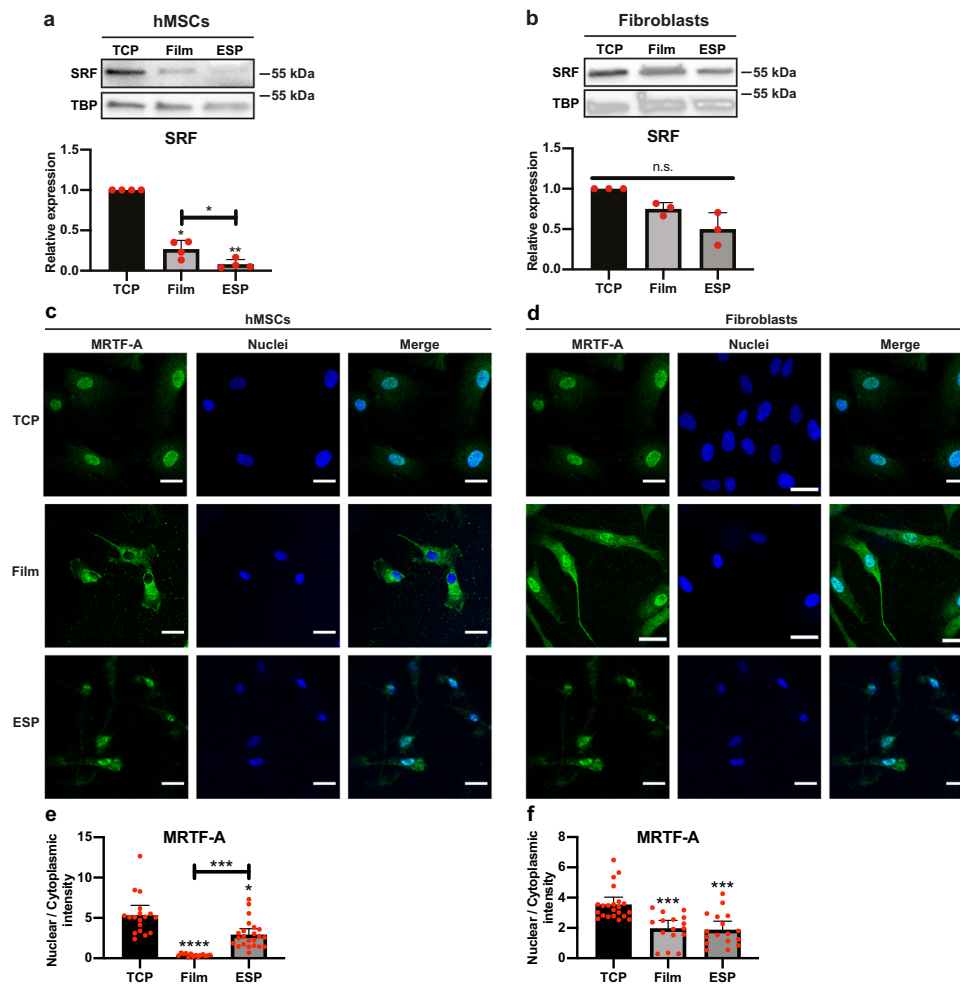 a
hMSCs
TCP Film ESP
SRF
55 kDa
55 kDa
TBP
SRF
Relative expression
1.5
1.0
0.5
0.0
*
*
**
TCP Film ESP
b
Fibroblasts
TCP Film ESP
SRF
55 kDa
55 kDa
TBP
SRF
Relative expression
1.5
1.0
0.5
0.0
n.s.
TCP Film ESP
c
hMSCs
MRTF-A Nuclei Merge
TCP
Film
ESP
d
Fibroblasts
MRTF-A Nuclei Merge
e
MRTF-A
Nuclear / Cytoplasmic
intensity
15
10
5
0
***
*
****
TCP Film ESP
f
MRTF-A
Nuclear / Cytoplasmic
intensity
8
6
4
2
0
***
***
TCP Film ESP